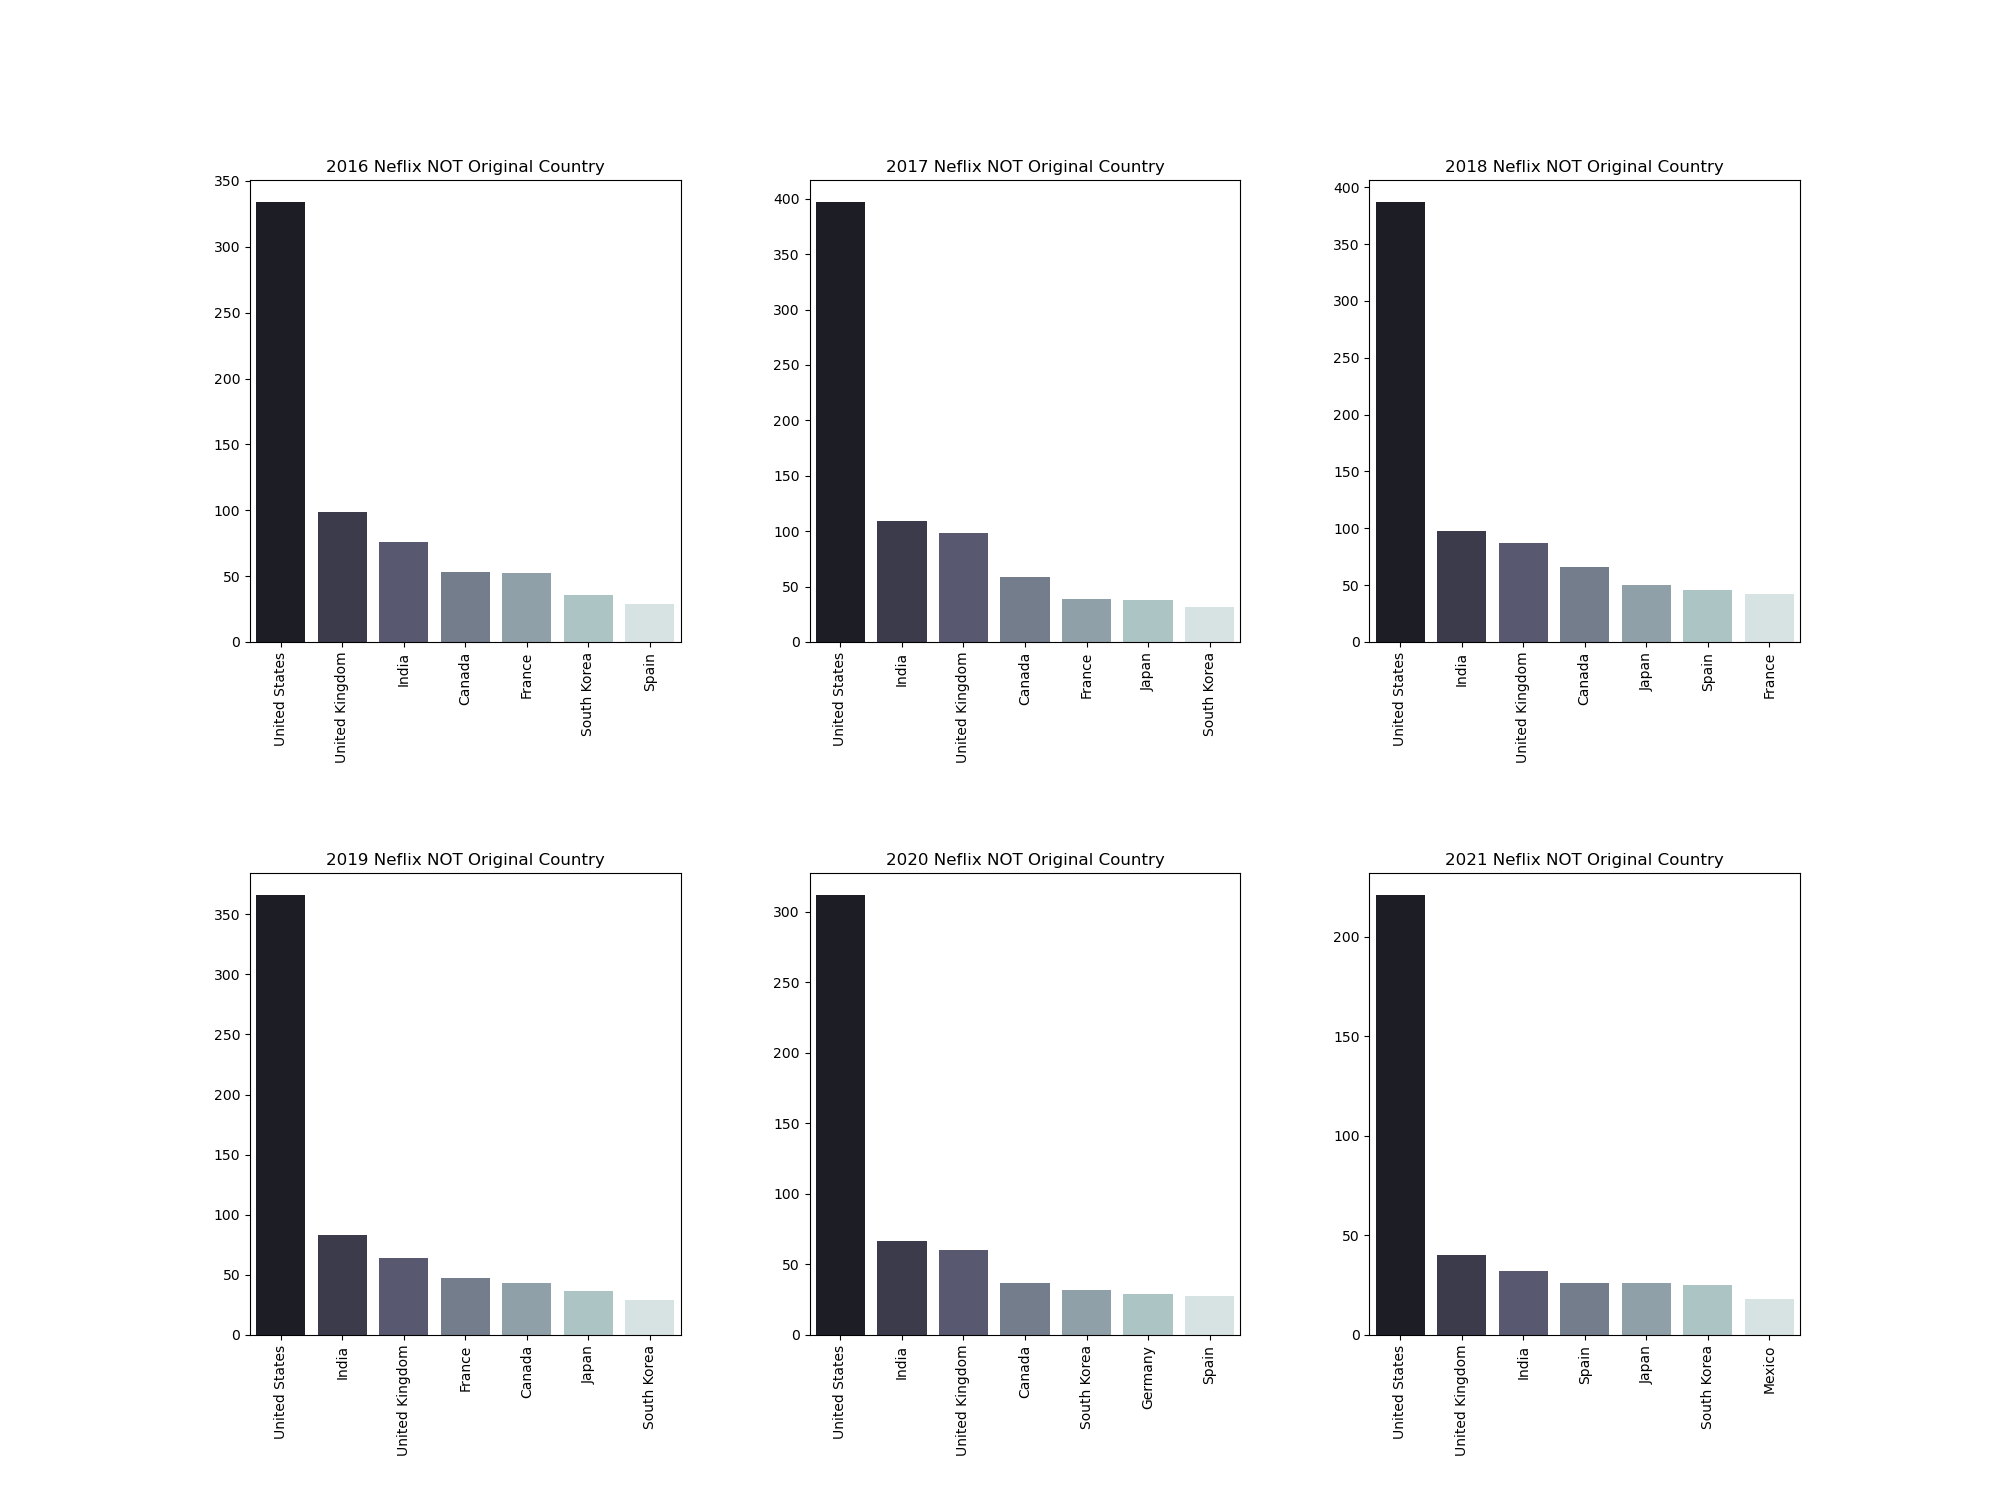 2016 Neflix NOT Original Country
350
300
250
200
150
100
50
0
United States
United Kingdom
India
Canada
France
South Korea
Spain
2017 Neflix NOT Original Country
400
350
300
250
200
150
100
50
0
United States
India
United Kingdom
Canada
France
Japan
South Korea
2018 Neflix NOT Original Country
400
350
300
250
200
150
100
50
0
United States
India
United Kingdom
Canada
Japan
Spain
France
2019 Neflix NOT Original Country
350
300
250
200
150
100
50
0
United States
India
United Kingdom
France
Canada
Japan
South Korea
2020 Neflix NOT Original Country
300
250
200
150
100
50
0
United States
India
United Kingdom
Canada
South Korea
Germany
Spain
2021 Neflix NOT Original Country
200
150
100
50
0
United States
United Kingdom
India
Spain
Japan
South Korea
Mexico